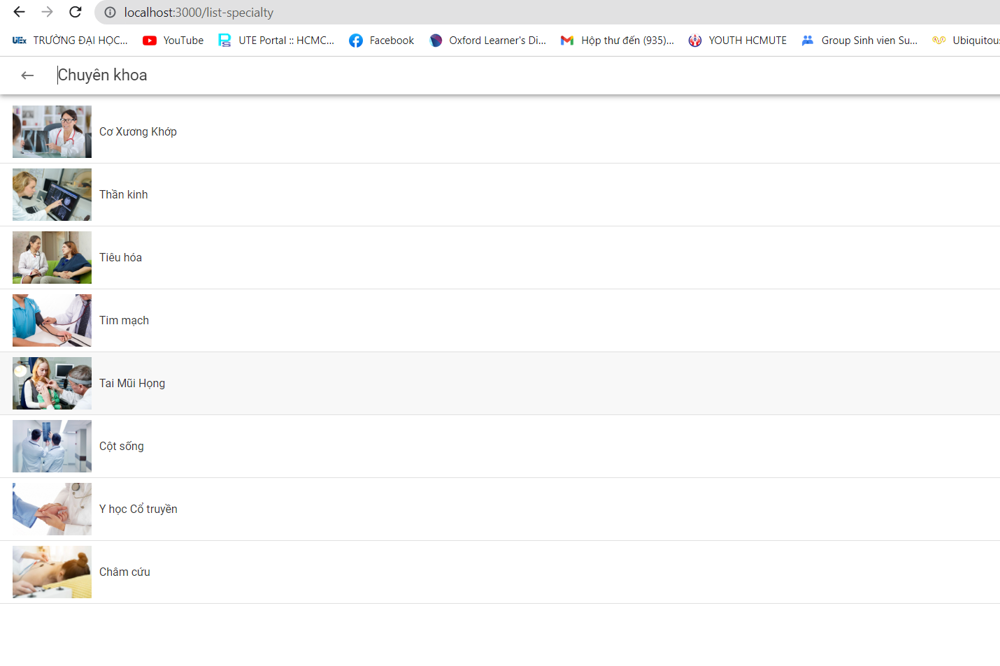 localhost:3000/list-specialty
UTEx TRƯỜNG ĐẠI HỌC... YouTube UTE Portal :: HCMC... Facebook Oxford Learner's Di... Hộp thư đến (935)... YOUTH HCMUTE Group Sinh vien Su... Ubiquitous
Chuyên khoa
Cơ Xương Khớp
Thần kinh
Tiêu hóa
Tim mạch
Tai Mũi Họng
Cột sống
Y học Cổ truyền
Châm cứu